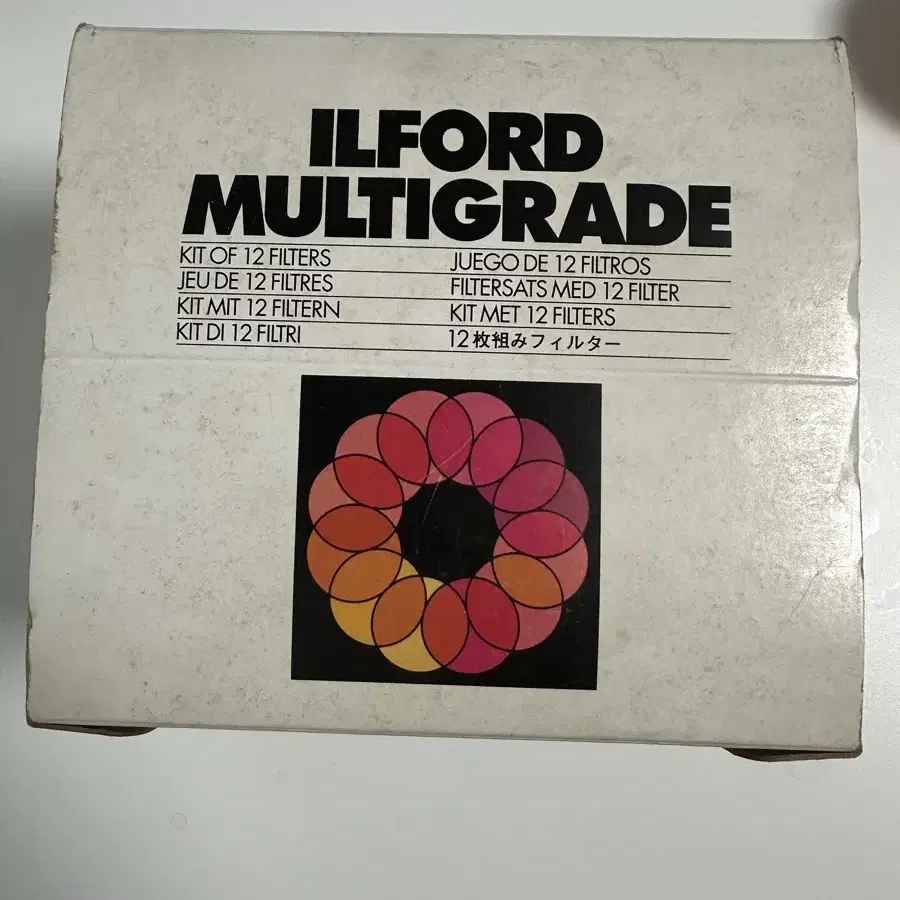 ILFORD
MULTIGRADE
KIT OF 12 FILTERS
JEU DE 12 FILTRES
KIT MIT 12 FILTERN
KIT DI 12 FILTRI
JUEGO DE 12 FILTROS
FILTERSATS MED 12 FILTER
KIT MET 12 FILTERS
12枚組みフィルター